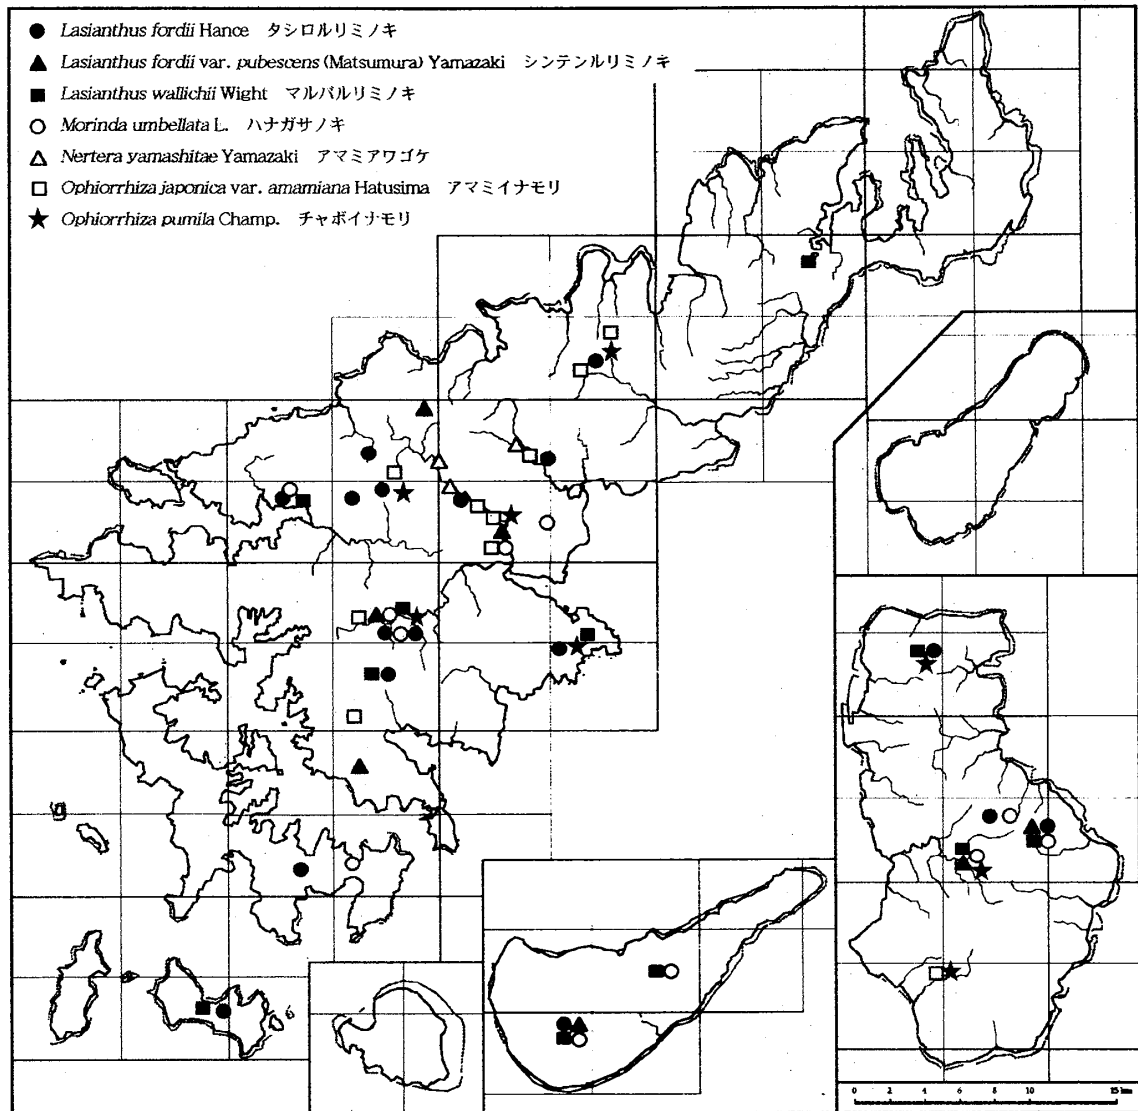 ● Lasianthus fordii Hance タシロルリミノキ
▲ Lasianthus fordii var. pubescens (Matsumura) Yamazaki シンテンルリミノキ
■ Lasianthus wallichii Wight マルバルリミノキ
○ Morinda umbellata L. ハナガサノキ
△ Nertera yamashitae Yamazaki アマミアワゴケ
□ Ophiorrhiza japonica var. amamiana Hatusima アマミイナモリ
★ Ophiorrhiza pumila Champ. チャボイナモリ
0 2 4 6 8 10 15 km